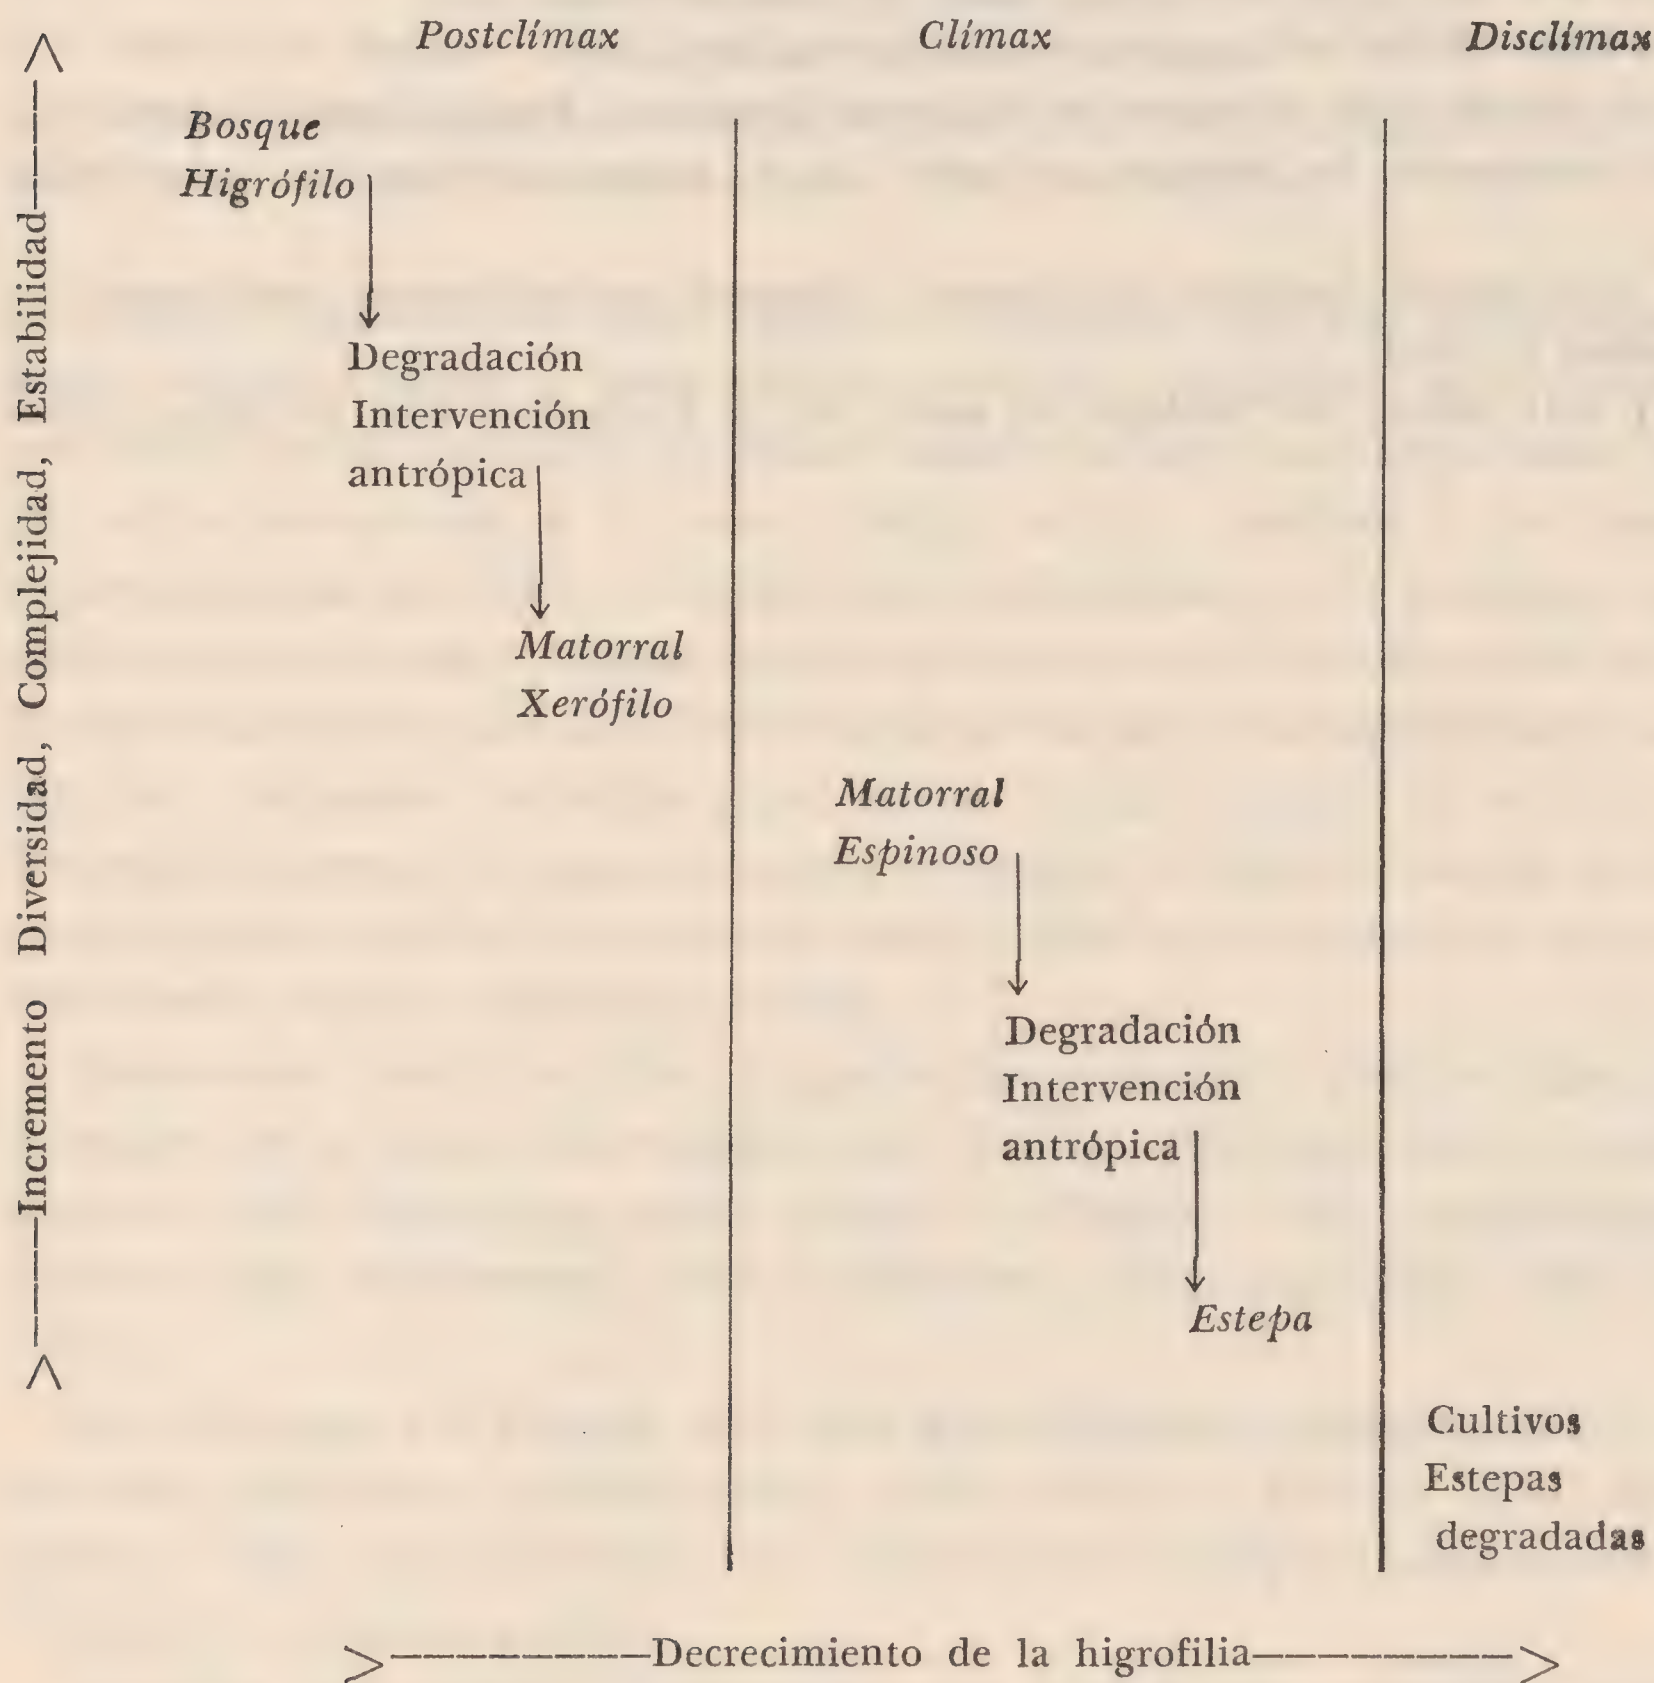 Postclímax Clímax Disclímax
Bosque
Higrófilo
Degradación
Intervención
antrópica
Matorral
Xerófilo
Matorral
Espinoso
Degradación
Intervención
antrópica
Estepa
Cultivos
Estepas
degradadas
Incremento Diversidad, Complejidad, Estabilidad
Decrecimiento de la higrofilia